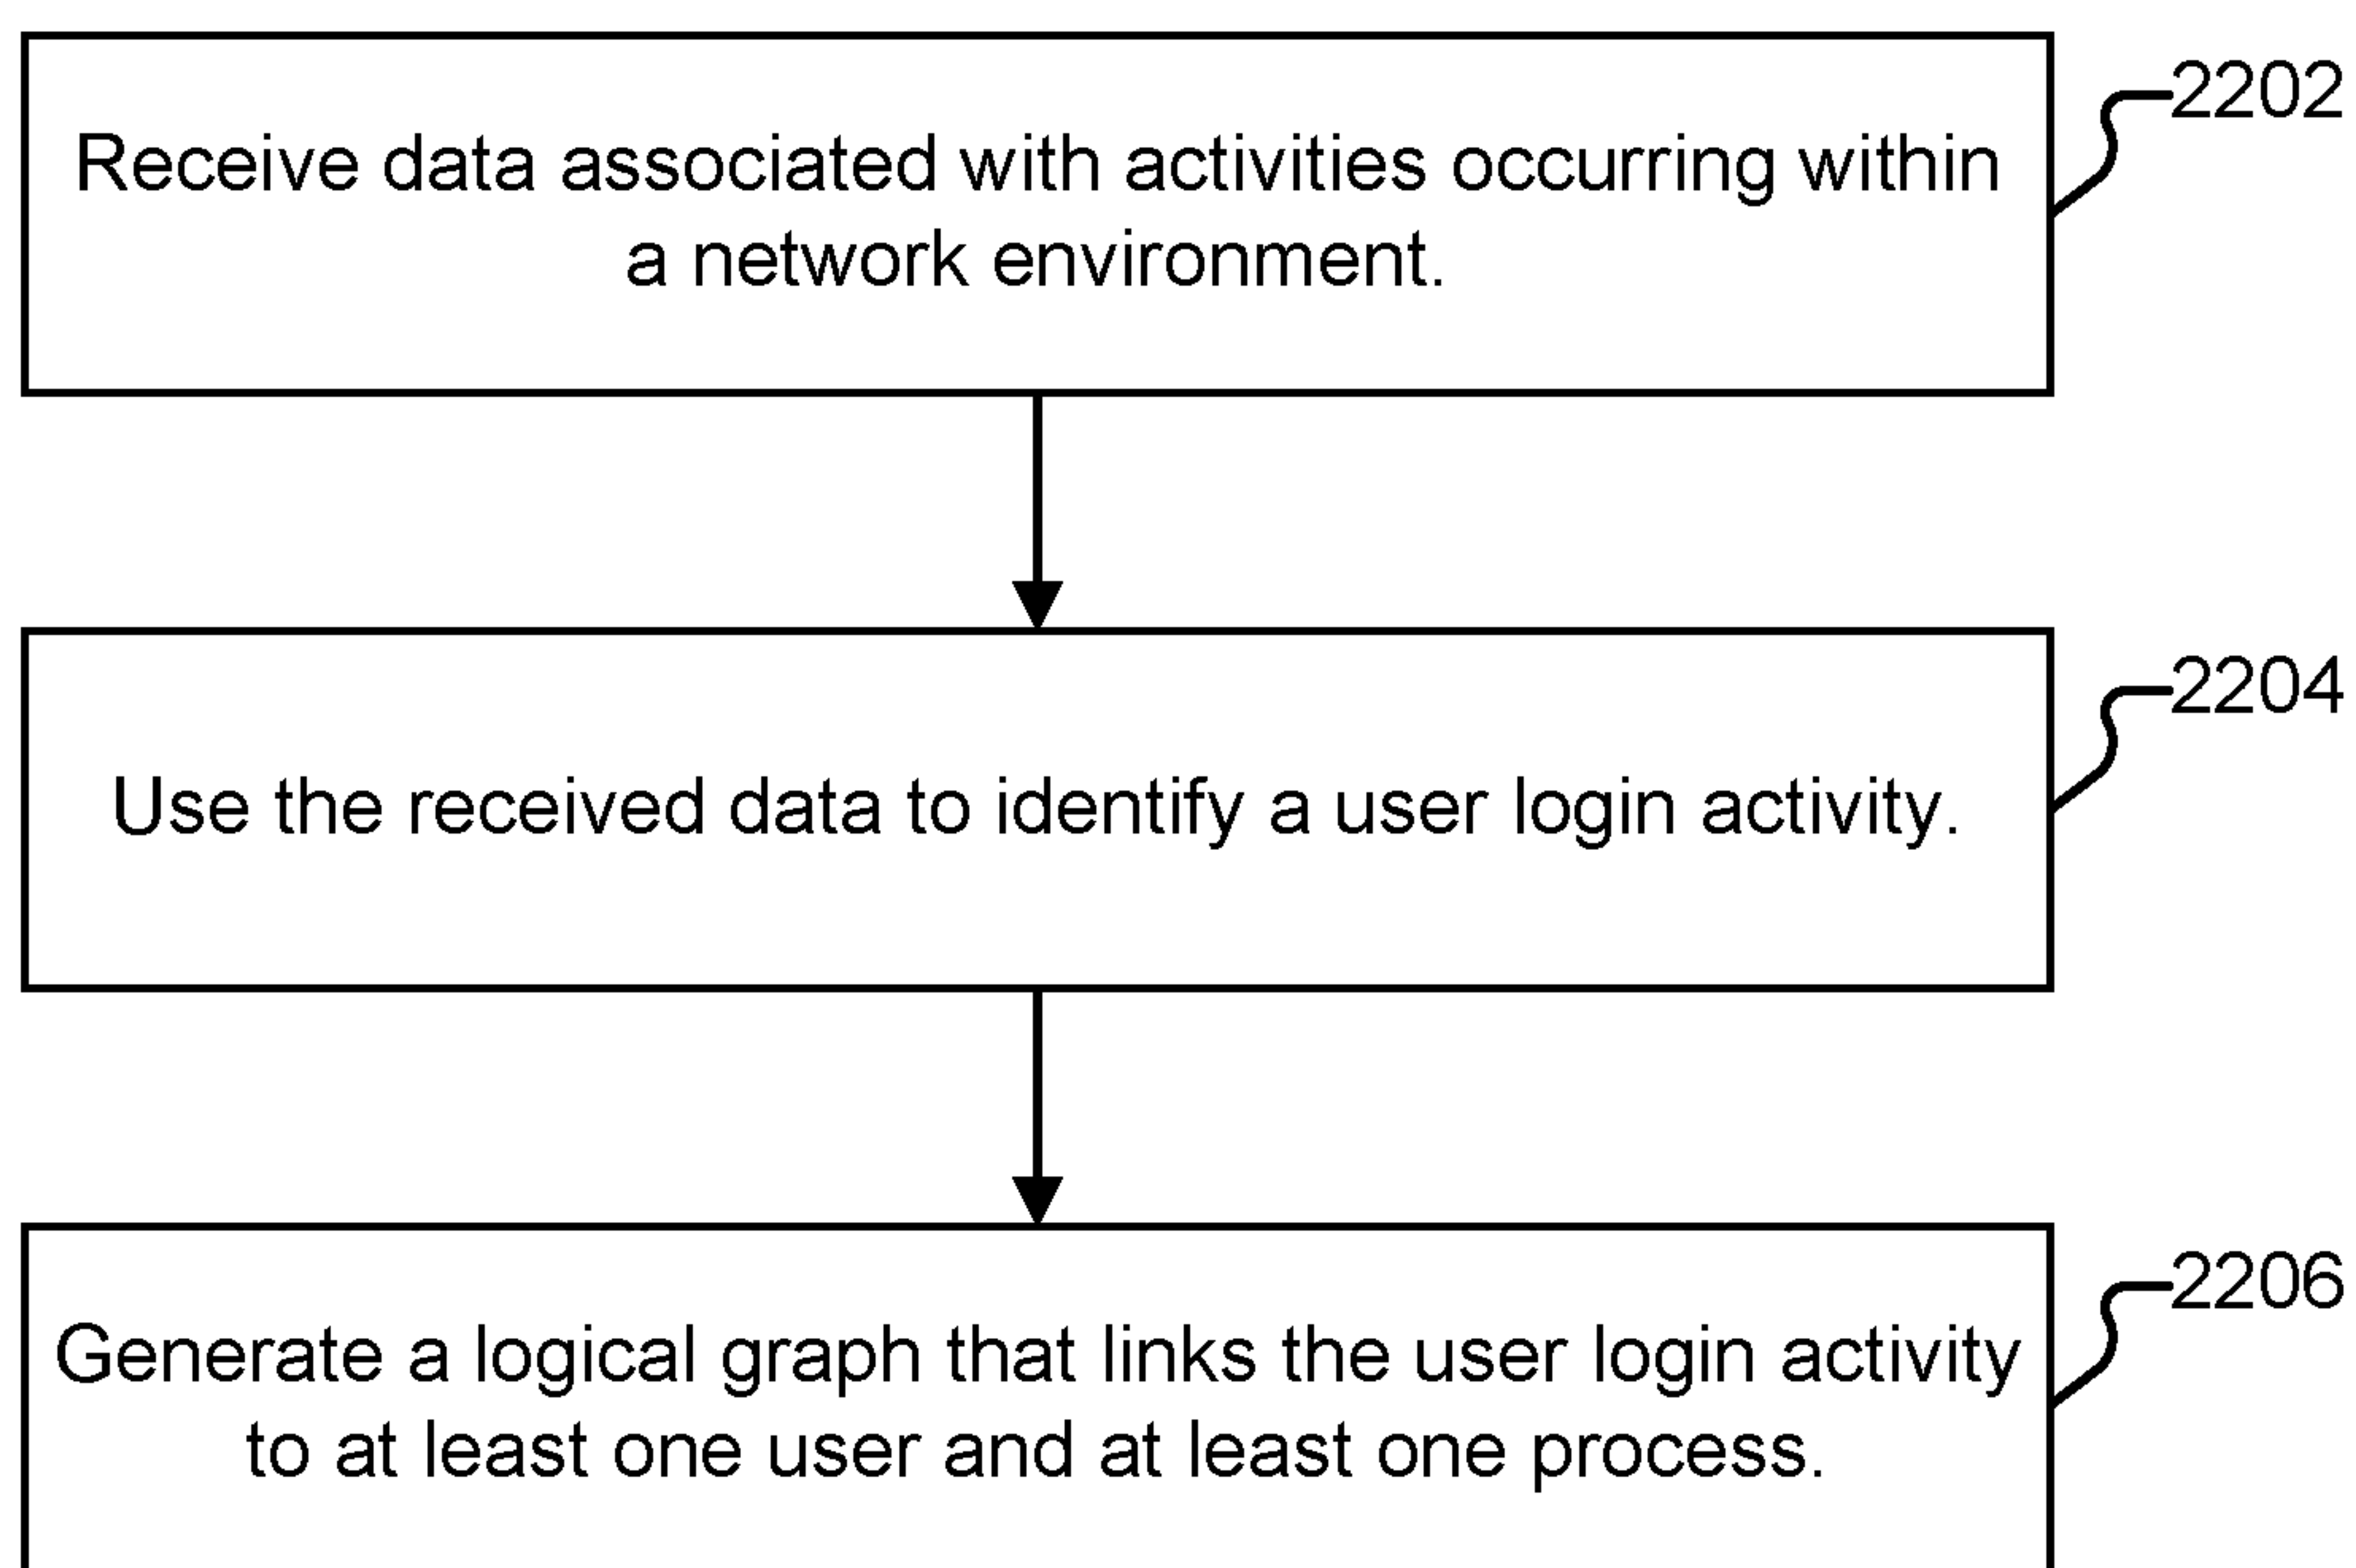 2202
Receive data associated with activities occurring within
a network environment.
2204
Use the received data to identify a user login activity.
2206
Generate a logical graph that links the user login activity
to at least one user and at least one process.